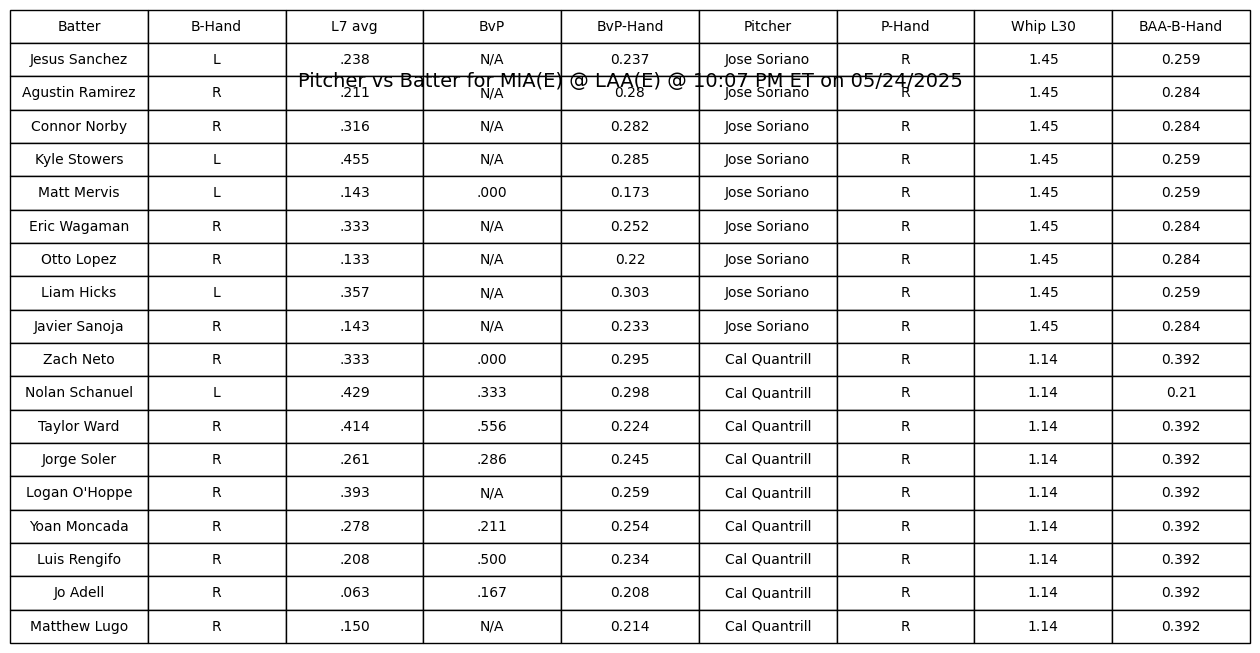 Batter B-Hand L7 avg BvP BvP-Hand Pitcher P-Hand Whip L30 BAA-B-Hand
Jesus Sanchez L .238 N/A 0.237 Jose Soriano R 1.45 0.259
Pitcher vs Batter for MIA(E) @ LAA(E) @ 10:07 PM ET on 05/24/2025
Agustin Ramirez R .211 N/A 0.28 Jose Soriano R 1.45 0.284
Connor Norby R .316 N/A 0.282 Jose Soriano R 1.45 0.284
Kyle Stowers L .455 N/A 0.285 Jose Soriano R 1.45 0.259
Matt Mervis L .143 .000 0.173 Jose Soriano R 1.45 0.259
Eric Wagaman R .333 N/A 0.252 Jose Soriano R 1.45 0.284
Otto Lopez R .133 N/A 0.22 Jose Soriano R 1.45 0.284
Liam Hicks L .357 N/A 0.303 Jose Soriano R 1.45 0.259
Javier Sanoja R .143 N/A 0.233 Jose Soriano R 1.45 0.284
Zach Neto R .333 .000 0.295 Cal Quantrill R 1.14 0.392
Nolan Schanuel L .429 .333 0.298 Cal Quantrill R 1.14 0.21
Taylor Ward R .414 .556 0.224 Cal Quantrill R 1.14 0.392
Jorge Soler R .261 .286 0.245 Cal Quantrill R 1.14 0.392
Logan O'Hoppe R .393 N/A 0.259 Cal Quantrill R 1.14 0.392
Yoan Moncada R .278 .211 0.254 Cal Quantrill R 1.14 0.392
Luis Rengifo R .208 .500 0.234 Cal Quantrill R 1.14 0.392
Jo Adell R .063 .167 0.208 Cal Quantrill R 1.14 0.392
Matthew Lugo R .150 N/A 0.214 Cal Quantrill R 1.14 0.392